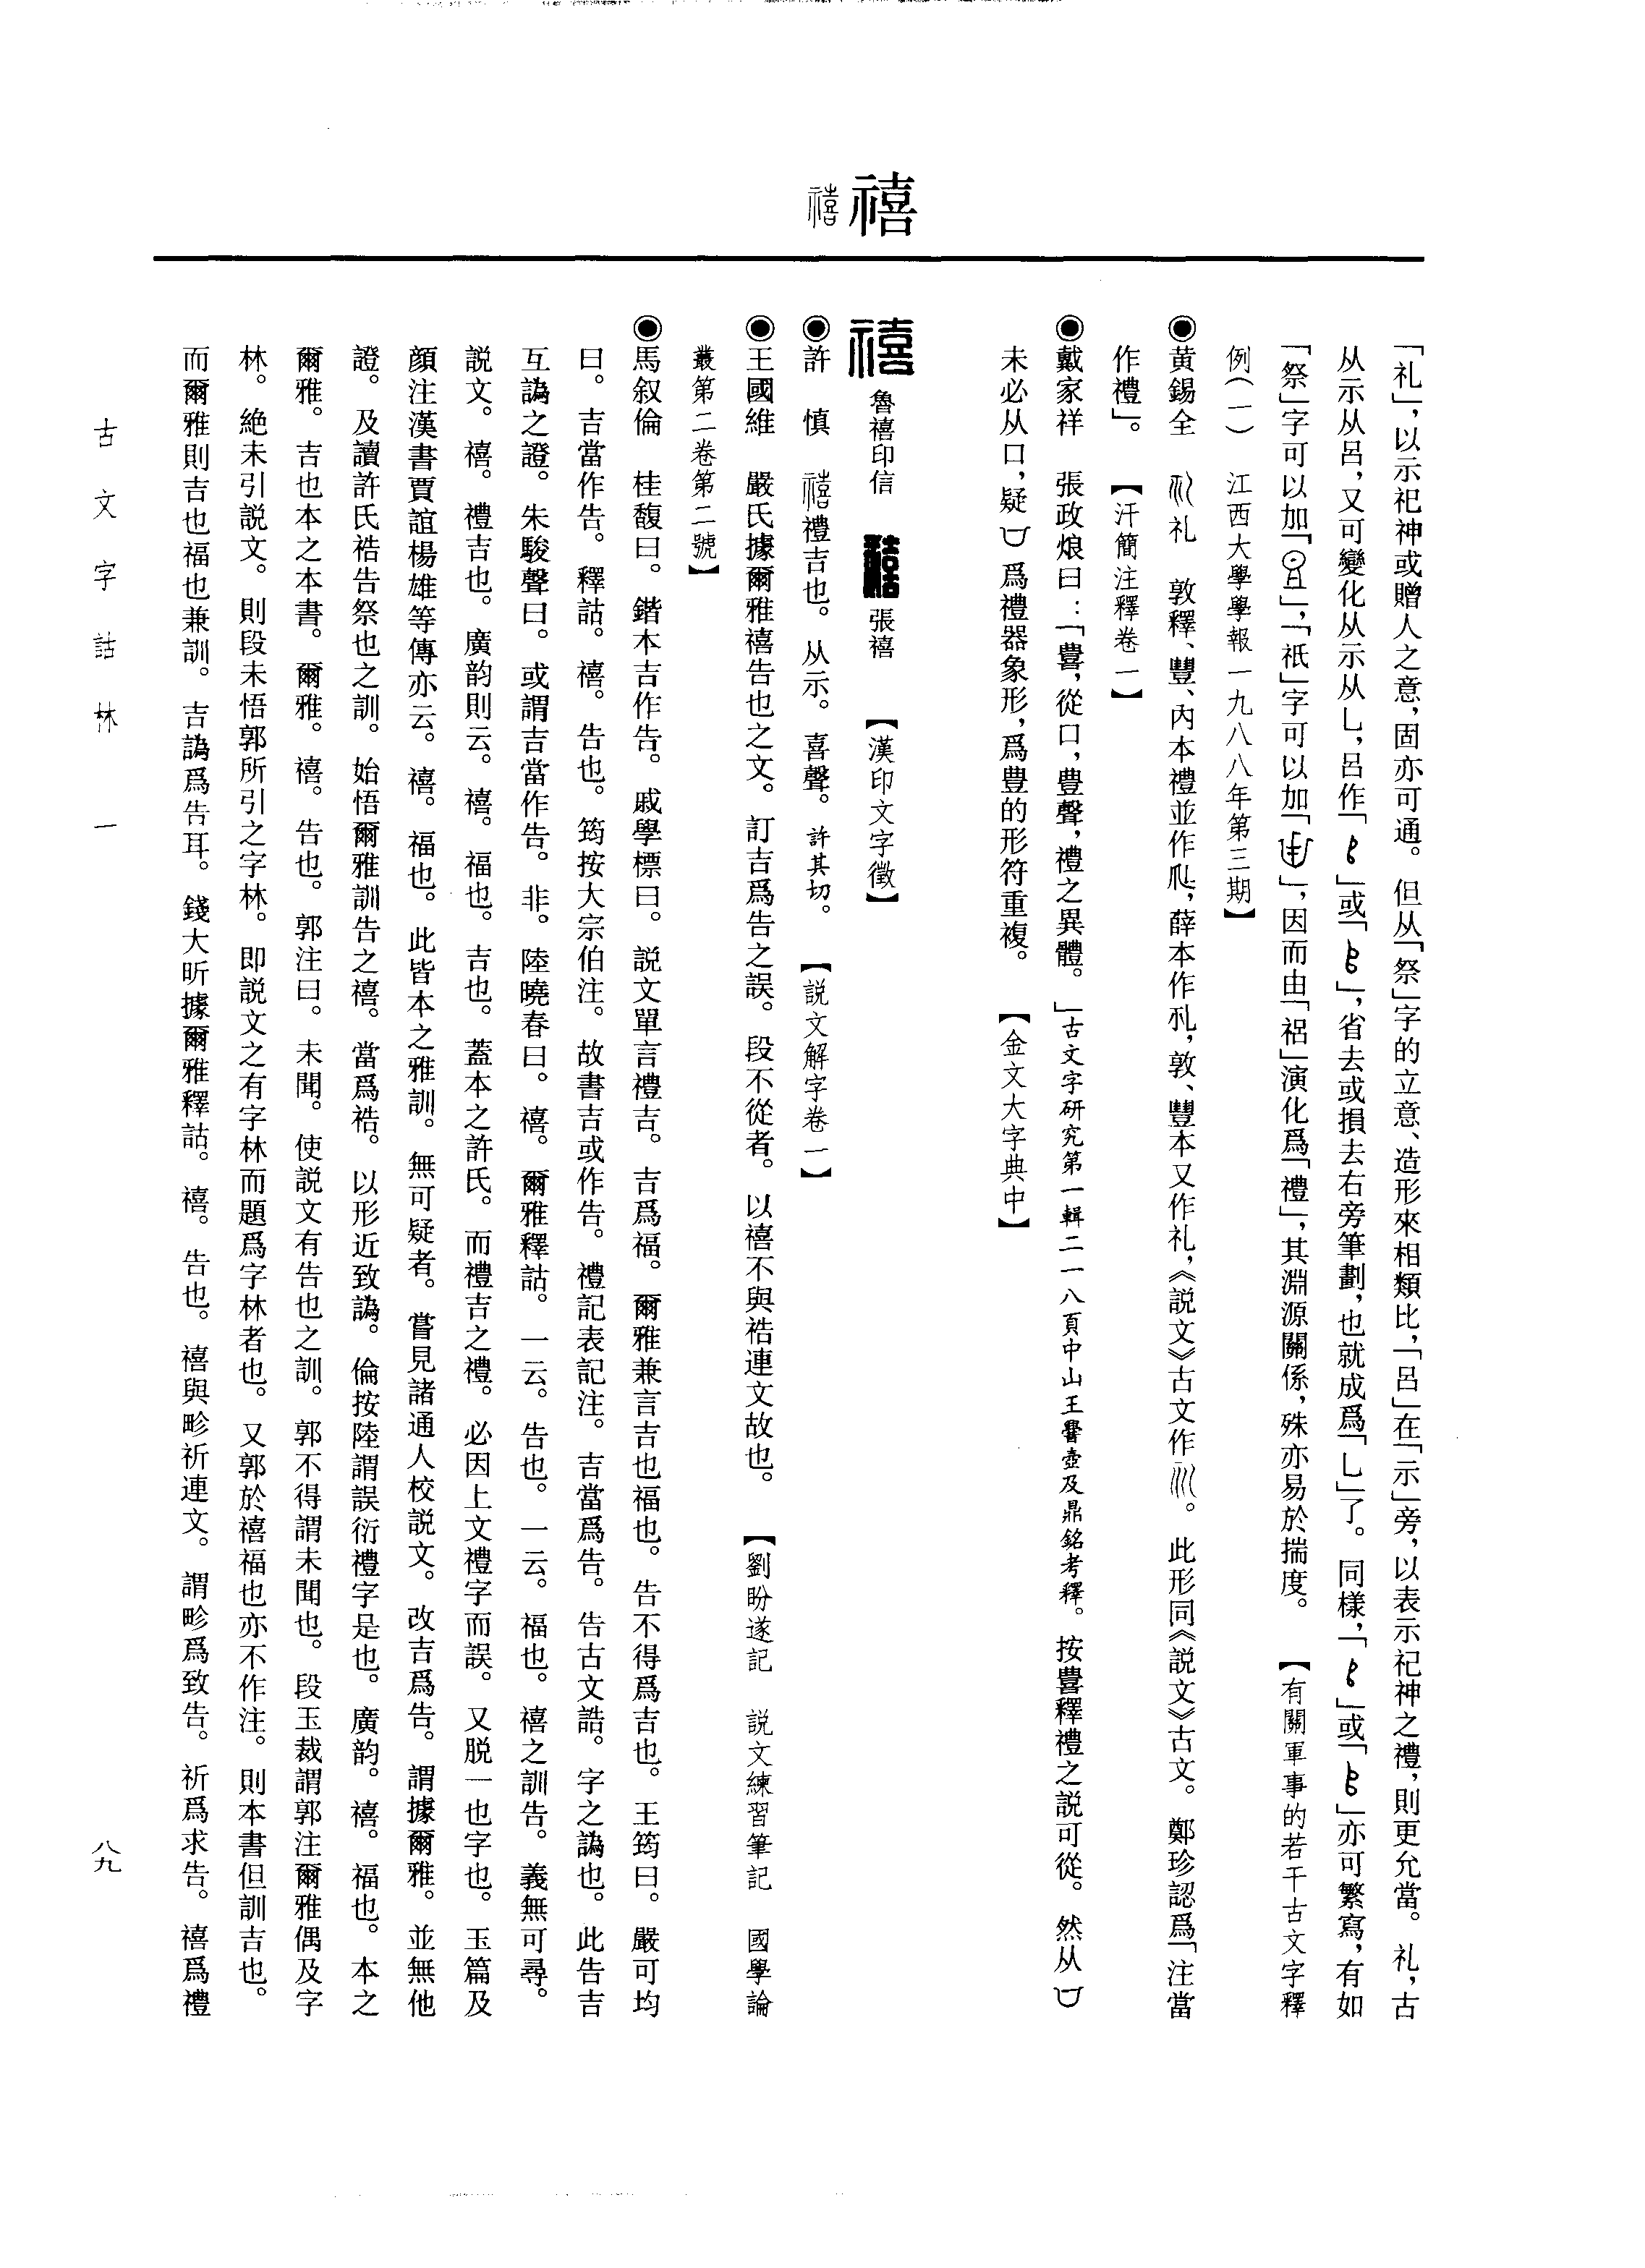 禧 禧
「礼」，以示祀神或贈人之意，固亦可通。但从「祭」字的立意、造形來相類比，「呂」在「示」旁，以表示祀神之禮，則更允當。礼，古
从示从呂，又可變化从示从乚，呂作「」或「」，省去或損去右旁筆劃，也就成爲「乚」了。同樣，「」或「」亦可繁寫，有如
「祭」字可以加「」，「祇」字可以加「」，因而由「䄔」演化爲「禮」，其淵源關係，殊亦易於揣度。【有關軍事的若干古文字釋
例（一）　江西大學學報一九八八年第三期】
◉黄錫全　礼　敦釋、豐、內本禮並作，薛本作，敦、豐本又作礼，《説文》古文作。此形同《説文》古文。鄭珍認爲「注當
作禮」。【汗簡注釋卷一】
◉戴家祥　張政烺曰：「，從口，豊聲，禮之異體。」古文字研究第一輯二一八頁中山王壺及鼎銘考釋。按釋禮之説可從。然从
未必从口，疑爲禮器象形，爲豊的形符重複。【金文大字典中】
禧 魯禧印信 張禧 【漢印文字徵】
◉許　慎　禧禮吉也。从示。喜聲。許其切。【説文解字卷一】
◉王國維　嚴氏據爾雅禧告也之文。訂吉爲告之誤。段不從者。以禧不與祰連文故也。【劉盼遂記　説文練習筆記　國學論
叢第二卷第二號】
◉馬叙倫　桂馥曰。鍇本吉作告。戚學標曰。説文單言禮吉。吉爲福。爾雅兼言吉也福也。告不得爲吉也。王筠曰。嚴可均
曰。吉當作告。釋詁。禧。告也。筠按大宗伯注。故書吉或作告。禮記表記注。吉當爲告。告古文誥。字之譌也。此告吉
互譌之證。朱駿聲曰。或謂吉當作告。非。陸曉春曰。禧。爾雅釋詁。一云。告也。一云。福也。禧之訓告。義無可尋。
説文。禧。禮吉也。廣韵則云。禧。福也。吉也。蓋本之許氏。而禮吉之禮。必因上文禮字而誤。又脱一也字也。玉篇及
顏注漢書賈誼楊雄等傳亦云。禧。福也。此皆本之雅訓。無可疑者。嘗見諸通人校説文。改吉爲告。謂據爾雅。並無他
證。及讀許氏祰告祭也之訓。始悟爾雅訓告之禧。當爲祰。以形近致譌。倫按陸謂誤衍禮字是也。廣韵。禧。福也。本之
爾雅。吉也本之本書。爾雅。禧。告也。郭注曰。未聞。使説文有告也之訓。郭不得謂未聞也。段玉裁謂郭注爾雅偶及字
林。絶未引説文。則段未悟郭所引之字林。即説文之有字林而題爲字林者也。又郭於禧福也亦不作注。則本書但訓吉也。
而爾雅則吉也福也兼訓。吉譌爲告耳。錢大昕據爾雅釋詁。禧。告也。禧與畛祈連文。謂畛爲致告。祈爲求告。禧爲禮
古文字詁林　一
八九